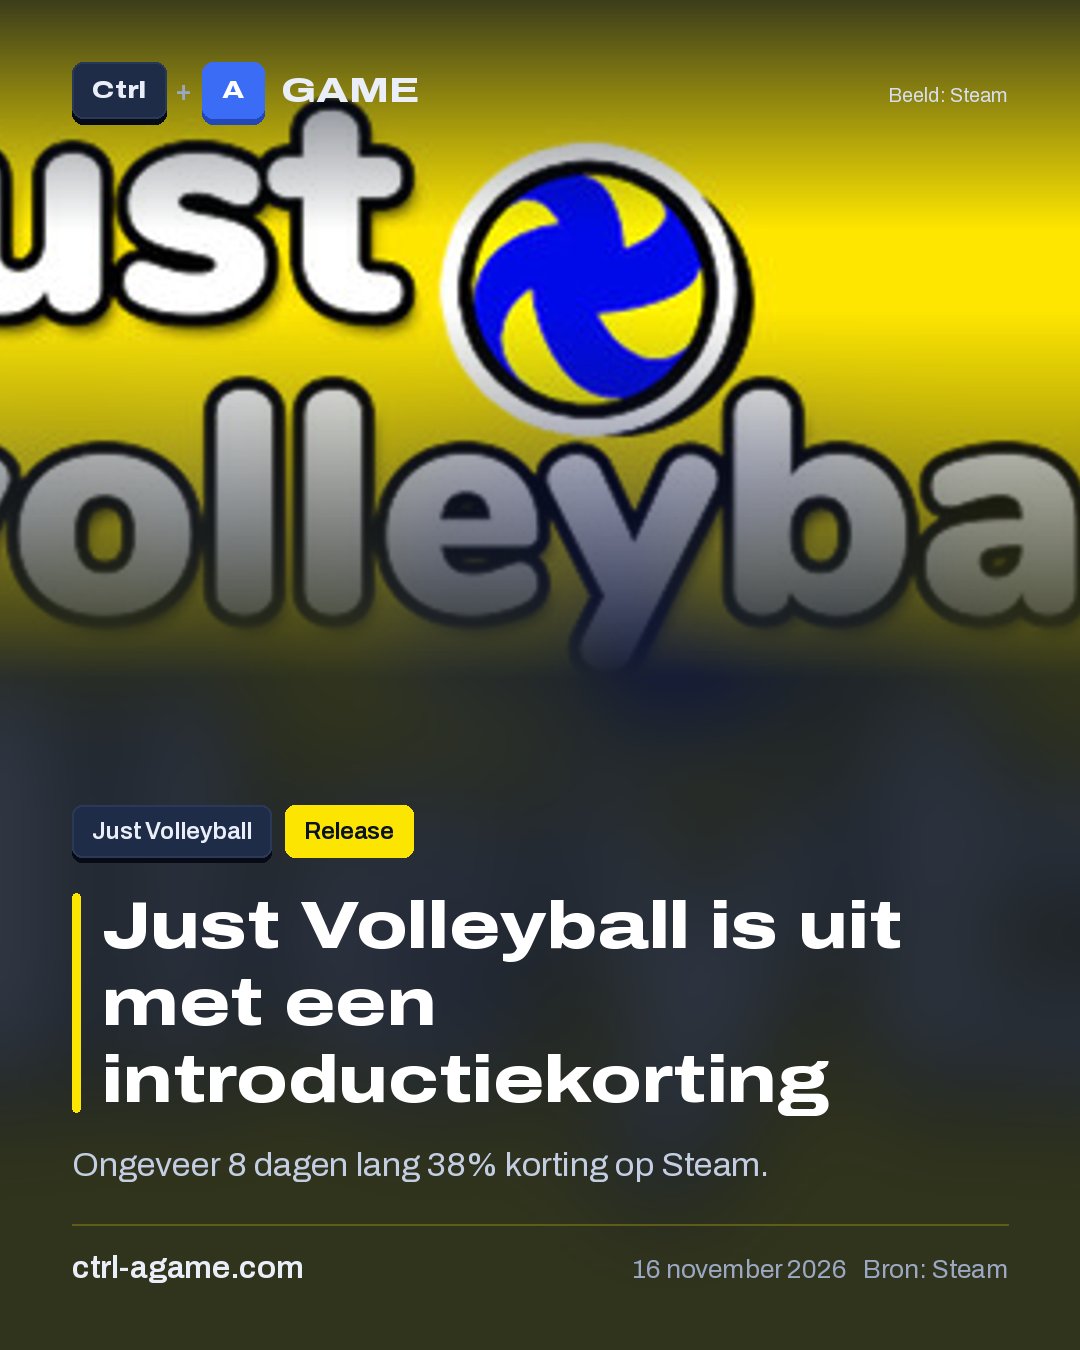 Ctrl + A GAME
Beeld: Steam
ust
volleyba
Just Volleyball
Release
Just Volleyball is uit
met een
introductiekorting
Ongeveer 8 dagen lang 38% korting op Steam.
ctrl-agame.com
16 november 2026 Bron: Steam